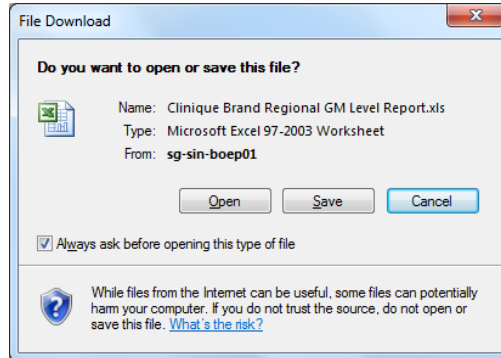 File Download
Do you want to open or save this file?
Name: Clinique Brand Regional GM Level Report.xls
Type: Microsoft Excel 97-2003 Worksheet
From: sg-sin-boep01
Open Save Cancel
Always ask before opening this type of file
While files from the Internet can be useful, some files can potentially
harm your computer. If you do not trust the source, do not open or
save this file. What's the risk?